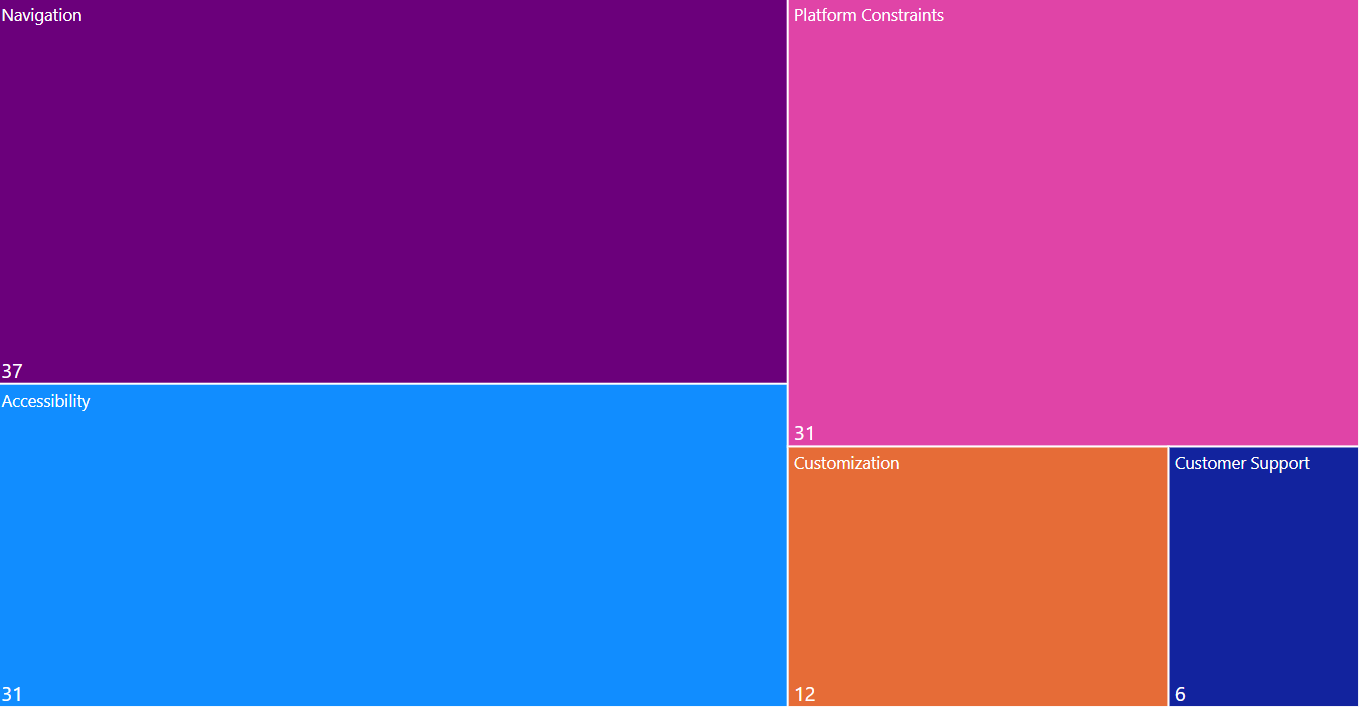 Navigation
37
Accessibility
31
Platform Constraints
31
Customization
12
Customer Support
6